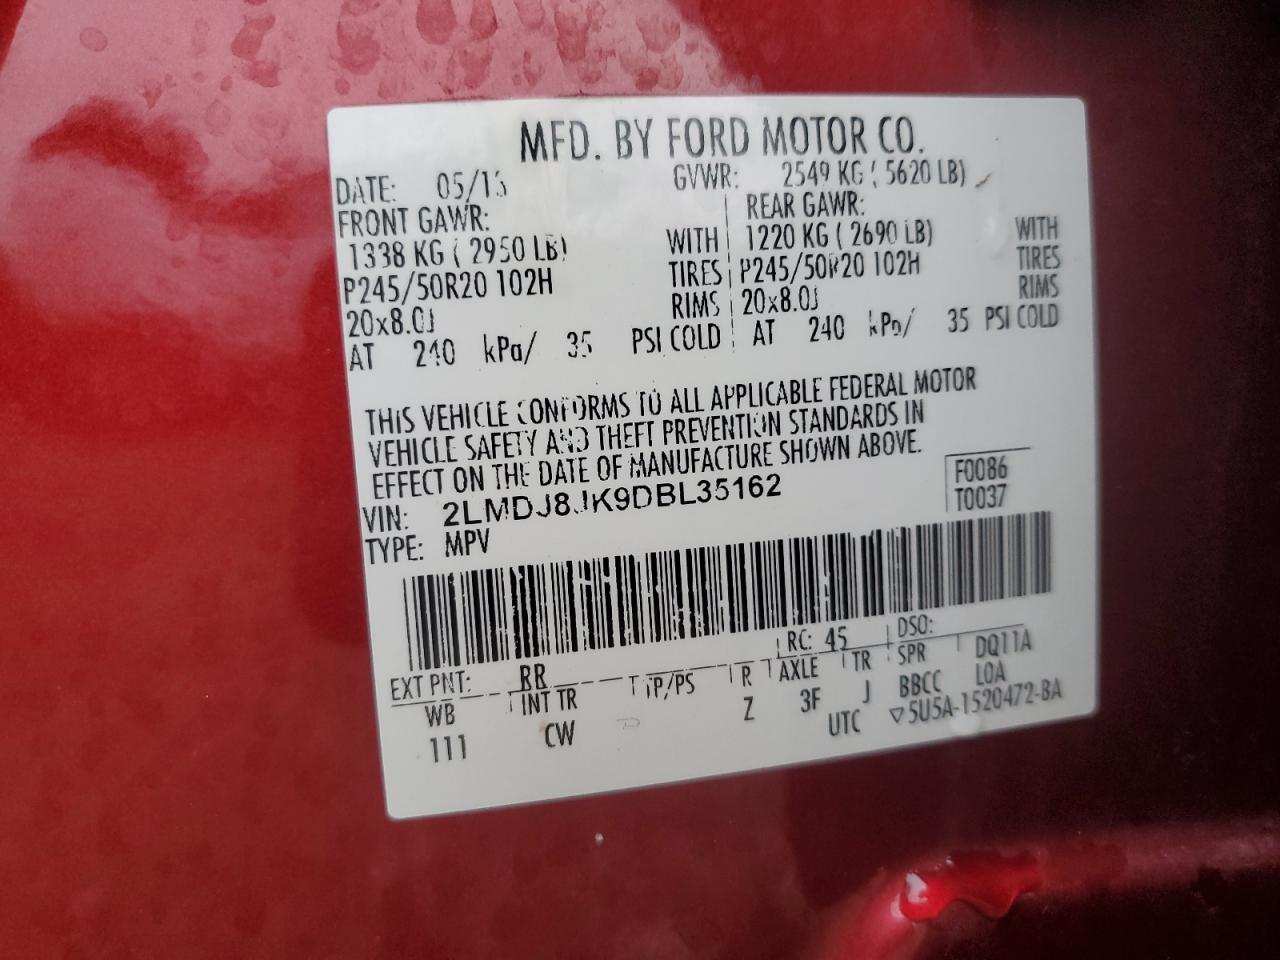 MFD. BY FORD MOTOR CO.
DATE: 05/13 GVWR: 2549 KG ( 5620 LB)
FRONT GAWR: REAR GAWR:
1338 KG ( 2950 LB) WITH 1220 KG ( 2690 LB) WITH
P245/50R20 102H TIRES P245/50R20 102H TIRES
20x8.0J RIMS 20x8.0J RIMS
AT 240 kPa/ 35 PSI COLD AT 240 kPa/ 35 PSI COLD
THIS VEHICLE CONFORMS TO ALL APPLICABLE FEDERAL MOTOR
VEHICLE SAFETY AND THEFT PREVENTION STANDARDS IN
EFFECT ON THE DATE OF MANUFACTURE SHOWN ABOVE.
F0086
VIN: 2LMDJ8JK9DBL35162 T0037
TYPE: MPV
EXT PNT: RR RC: 45 DSO:
WB INT TR TP/PS R AXLE TR SPR DQ11A
111 CW Z 3F J BBCC LOA
UTC ▽5U5A-1520472-BA